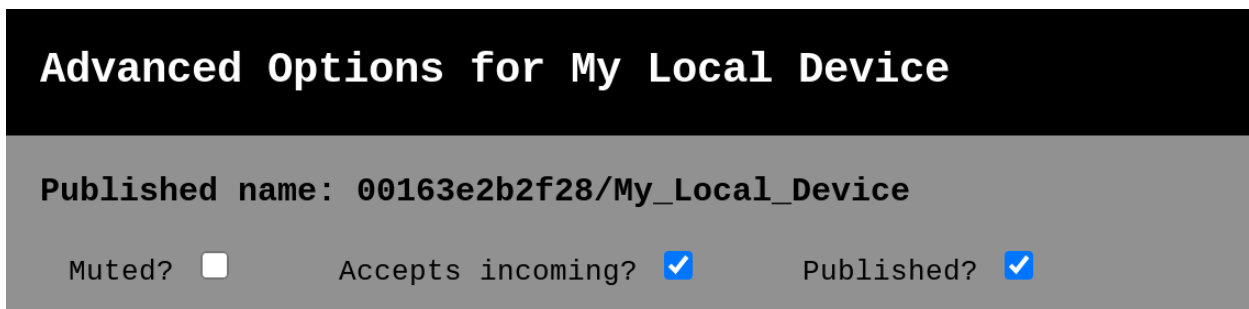 Advanced Options for My Local Device
Published name: 00163e2b2f28/My_Local_Device
Muted? Accepts incoming? Published?